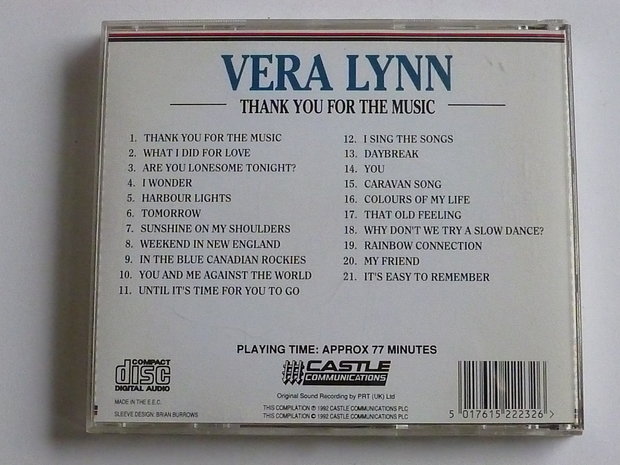 VERA LYNN
THANK YOU FOR THE MUSIC
1. THANK YOU FOR THE MUSIC
2. WHAT I DID FOR LOVE
3. ARE YOU LONESOME TONIGHT?
4. I WONDER
5. HARBOUR LIGHTS
6. TOMORROW
7. SUNSHINE ON MY SHOULDERS
8. WEEKEND IN NEW ENGLAND
9. IN THE BLUE CANADIAN ROCKIES
10. YOU AND ME AGAINST THE WORLD
11. UNTIL IT'S TIME FOR YOU TO GO
12. I SING THE SONGS
13. DAYBREAK
14. YOU
15. CARAVAN SONG
16. COLOURS OF MY LIFE
17. THAT OLD FEELING
18. WHY DON'T WE TRY A SLOW DANCE?
19. RAINBOW CONNECTION
20. MY FRIEND
21. IT'S EASY TO REMEMBER
PLAYING TIME: APPROX 77 MINUTES
COMPACT
disc
DIGITAL AUDIO
CASTLE
COMMUNICATIONS
MADE IN THE E.E.C.
SLEEVE DESIGN: BRIAN BURROWS
Original Sound Recording by PRT (UK) Ltd
THIS COMPILATION ℗ 1992 CASTLE COMMUNICATIONS PLC
THIS COMPILATION © 1992 CASTLE COMMUNICATIONS PLC
5 017615 222326 >